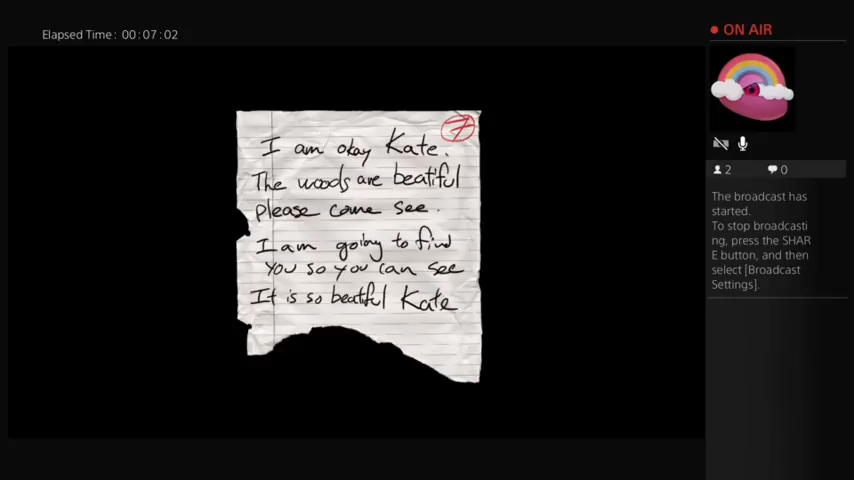 Elapsed Time: 00:07:02
ON AIR
7
I am okay Kate.
The woods are beatiful
please come see.
I am going to find
you so you can see
It is so beatiful Kate
2
0
The broadcast has
started.
To stop broadcasti
ng, press the SHAR
E button, and then
select [Broadcast
Settings].